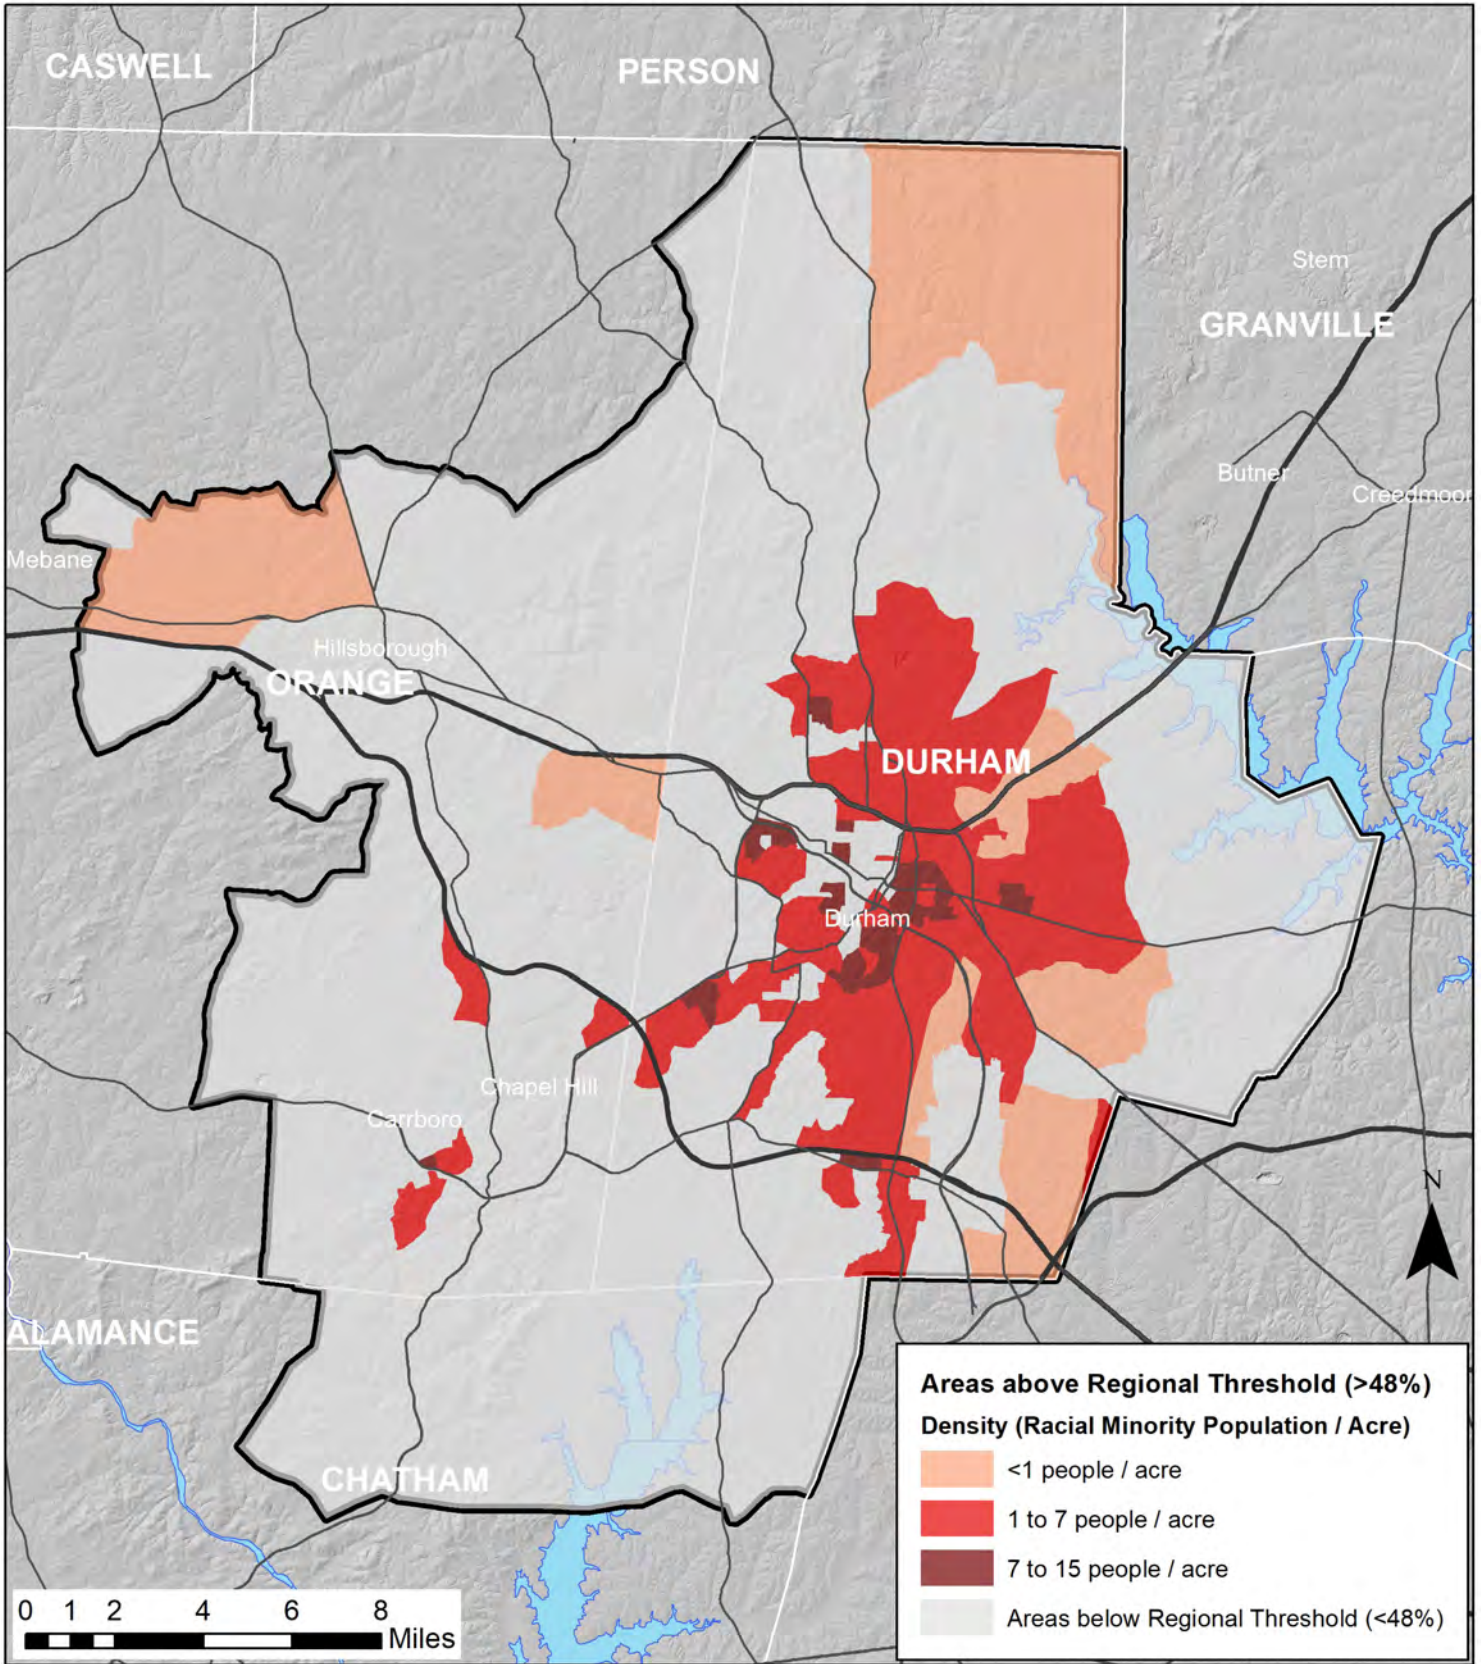 CASWELL
PERSON
Stem
GRANVILLE
Butner
Creedmoor
Mebane
Hillsborough
ORANGE
DURHAM
Durham
Chapel Hill
Carrboro
N
ALAMANCE
CHATHAM
Areas above Regional Threshold (>48%)
Density (Racial Minority Population / Acre)
<1 people / acre
1 to 7 people / acre
7 to 15 people / acre
Areas below Regional Threshold (<48%)
0 1 2 4 6 8
Miles